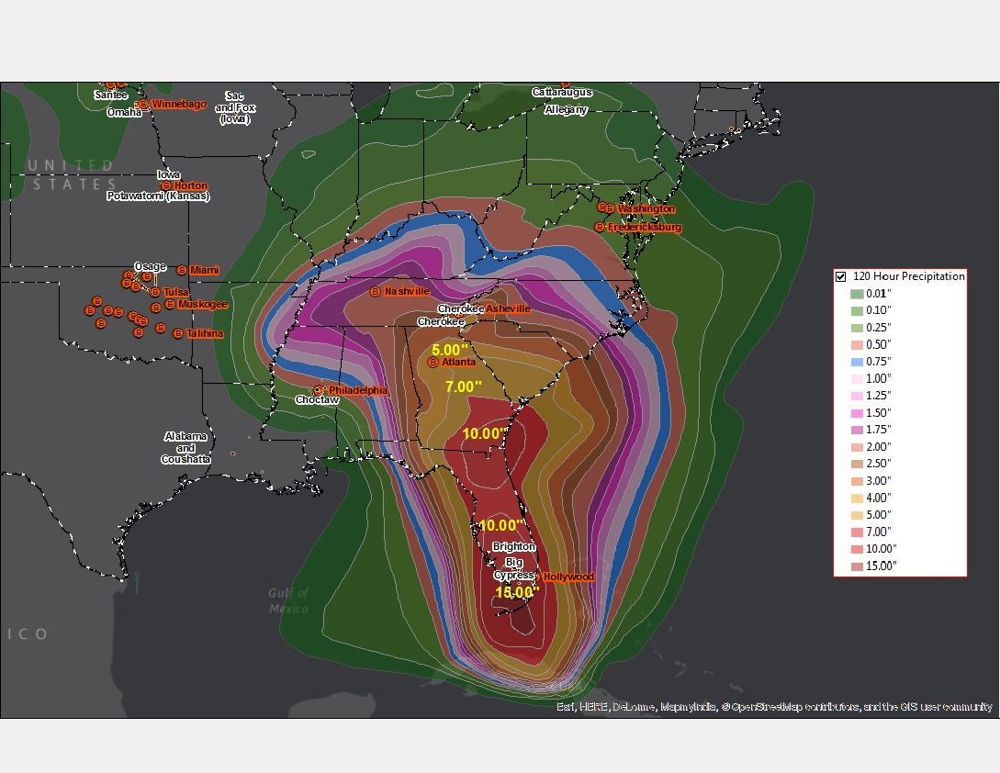 Santee
Winnebago
Omaha
Sac
and Fox
(Iowa)
Cattaraugus
Allegany
UNITED
STATES
Iowa
Horton
Potawatomi (Kansas)
Washington
Fredericksburg
Osage
Miami
Tulsa
Muskogee
Talihina
Nashville
Cherokee
Asheville
Cherokee
5.00"
Atlanta
7.00"
Philadelphia
Choctaw
10.00"
Alabama
and
Coushatta
10.00"
Brighton
Big
Cypress
Hollywood
15.00"
Gulf of
Mexico
ICO
Esri, HERE, DeLorme, MapmyIndia, © OpenStreetMap contributors, and the GIS user community
120 Hour Precipitation
0.01"
0.10"
0.25"
0.50"
0.75"
1.00"
1.25"
1.50"
1.75"
2.00"
2.50"
3.00"
4.00"
5.00"
7.00"
10.00"
15.00"